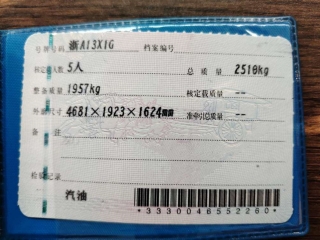 号牌号码 浙A13X1G 档案编号
核定载人数 5人 总质量 2510kg
整备质量 1957kg 核定载质量 --
外廓尺寸 4681×1923×1624mm 准牵引总质量 --
备注
检验记录
汽油
*3330046552260*